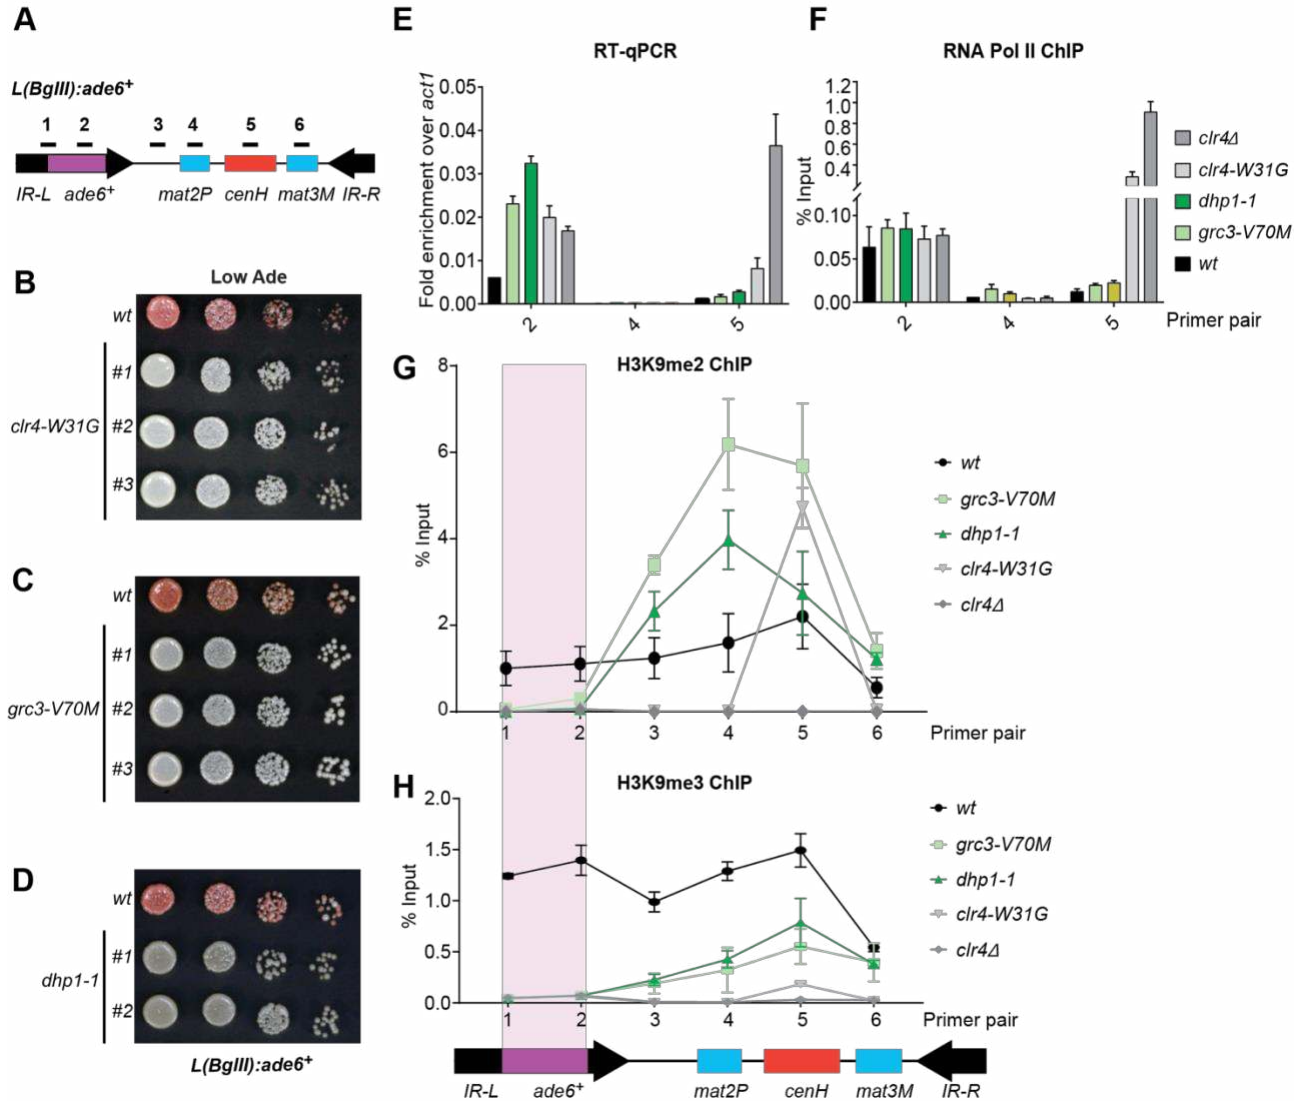 A
L(BgIII):ade6+
1 2 3 4 5 6
IR-L ade6+ mat2P cenH mat3M IR-R
B
Low Ade
wt
#1
clr4-W31G #2
#3
C
wt
#1
grc3-V70M #2
#3
D
wt
#1
dhp1-1
#2
L(BgIII):ade6+
E
RT-qPCR
Fold enrichment over act1
0.05
0.04
0.03
0.02
0.01
0.00
2 4 5
F
RNA Pol II ChIP
% Input
1.2
1.0
0.8
0.6
0.4
0.10
0.05
0.00
2 4 5 Primer pair
clr4Δ
clr4-W31G
dhp1-1
grc3-V70M
wt
G
H3K9me2 ChIP
% Input
8
6
4
2
0
1 2 3 4 5 6 Primer pair
wt
grc3-V70M
dhp1-1
clr4-W31G
clr4Δ
H
H3K9me3 ChIP
% Input
2.0
1.5
1.0
0.5
0.0
1 2 3 4 5 6 Primer pair
wt
grc3-V70M
dhp1-1
clr4-W31G
clr4Δ
IR-L ade6+ mat2P cenH mat3M IR-R